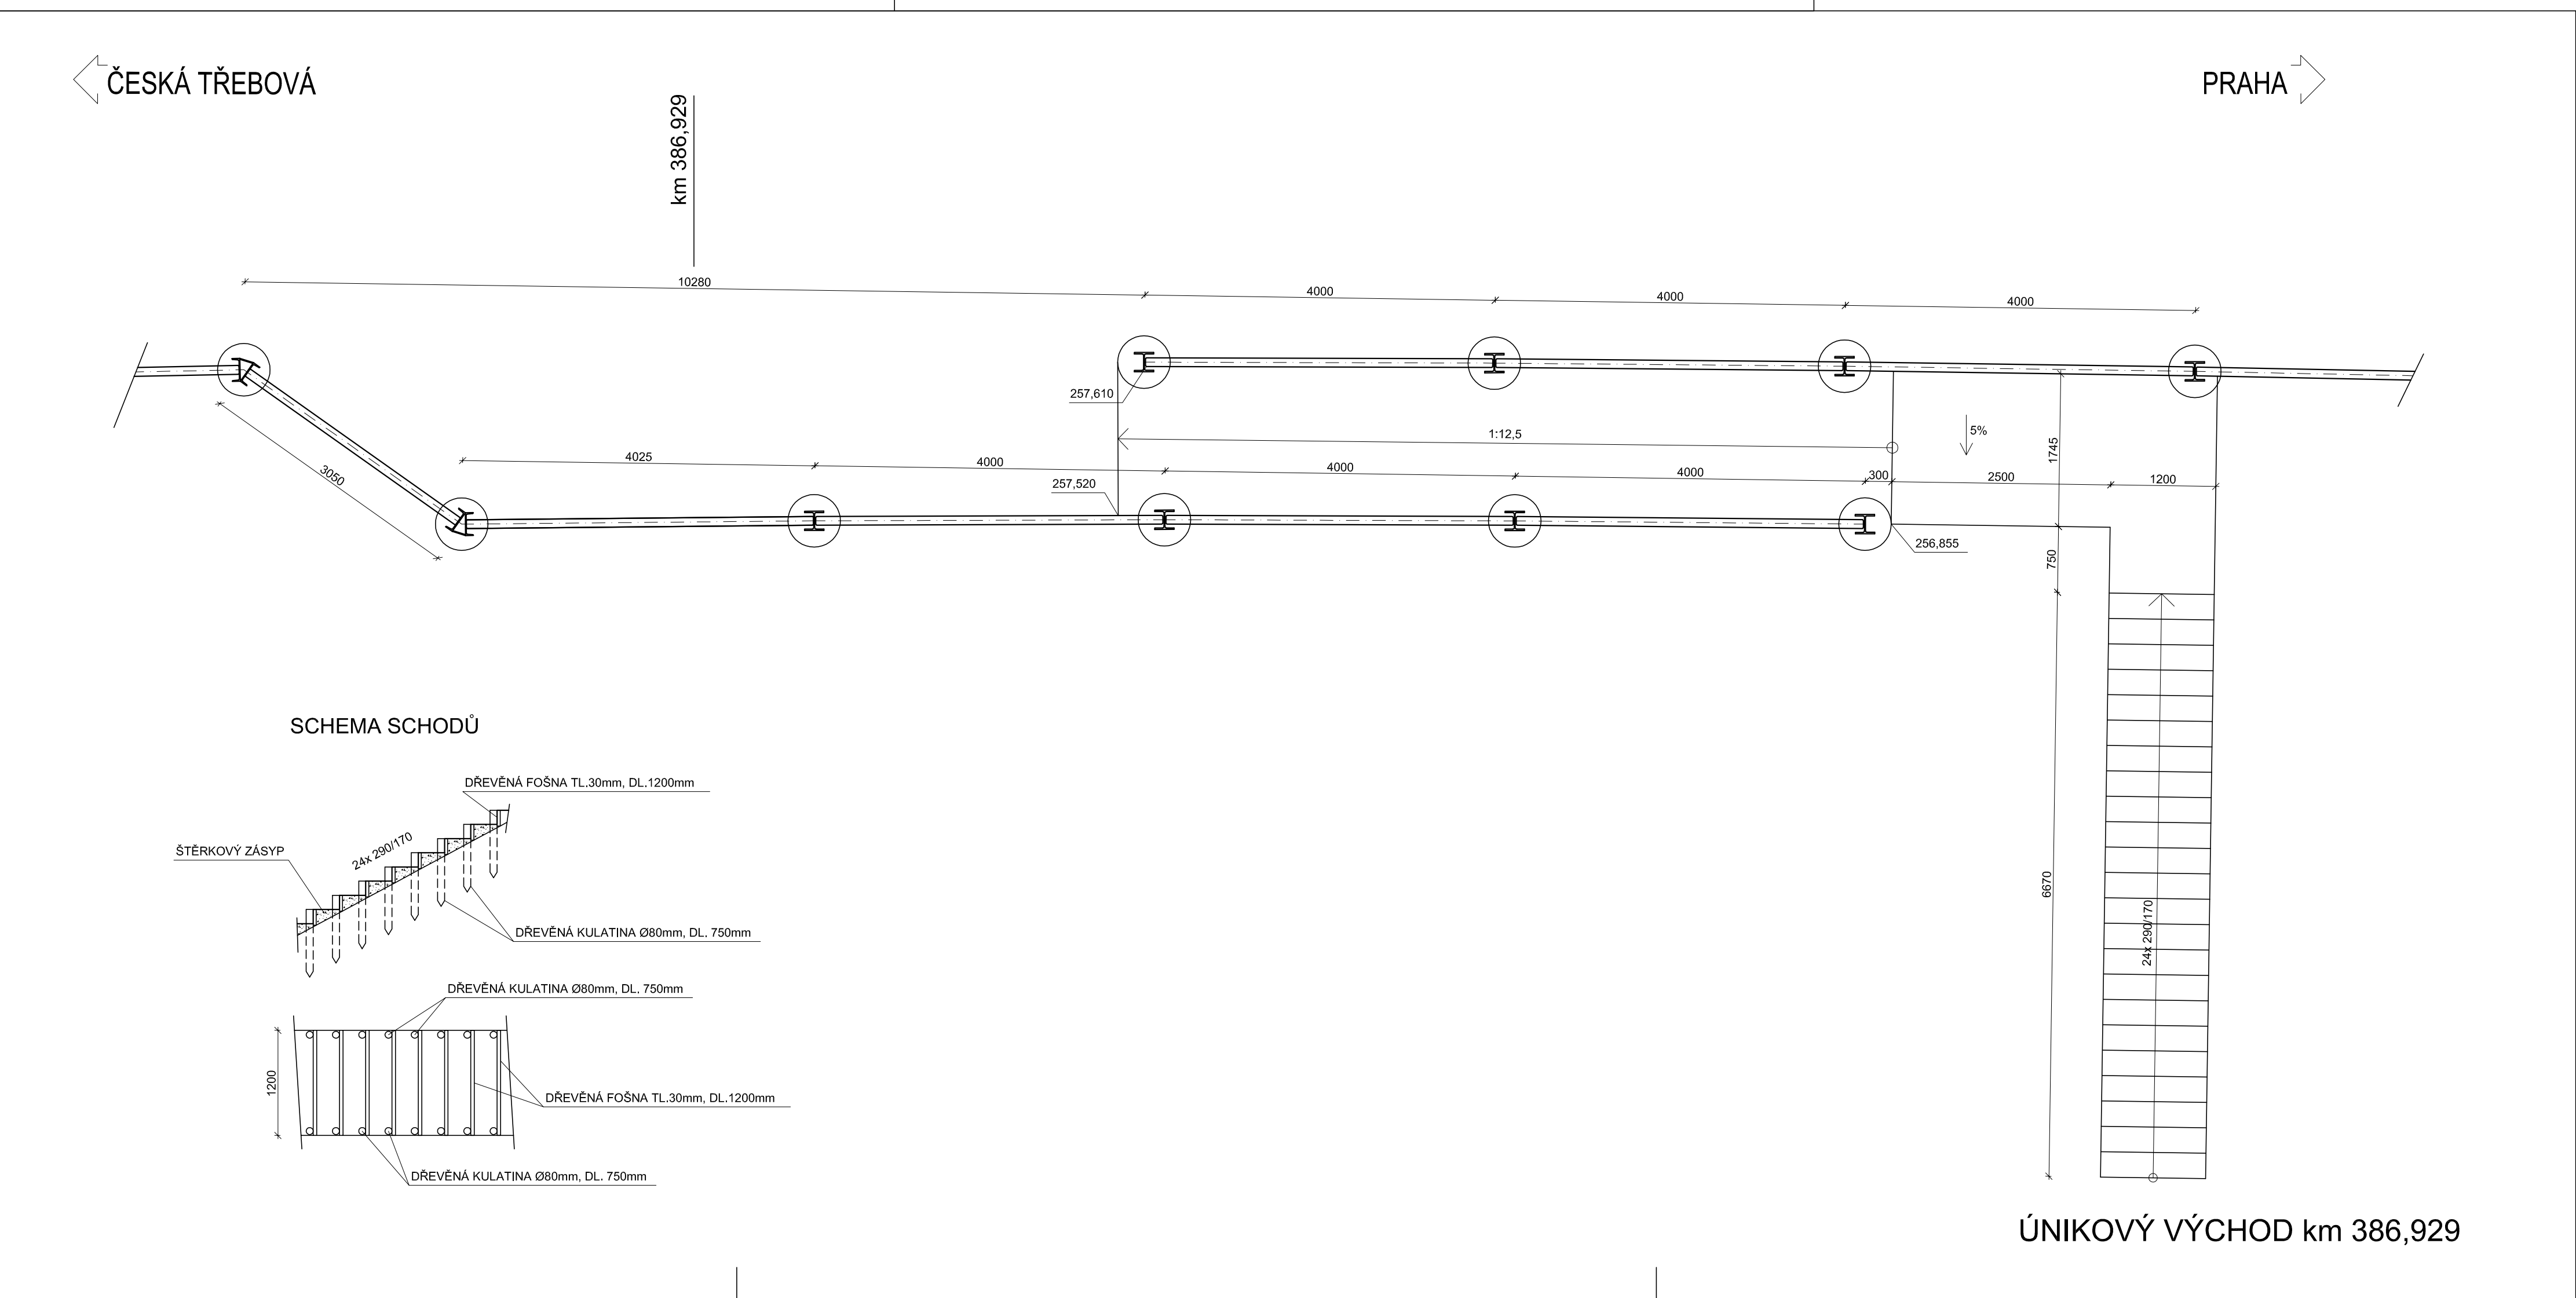 ČESKÁ TŘEBOVÁ
PRAHA
km 386,929
10280
4000
4000
4000
257,610
1:12,5
5%
1745
3050
4025
4000
4000
4000
300
2500
1200
257,520
256,855
750
6670
24x 290/170
SCHEMA SCHODŮ
DŘEVĚNÁ FOŠNA TL.30mm, DL.1200mm
24x 290/170
ŠTĚRKOVÝ ZÁSYP
DŘEVĚNÁ KULATINA Ø80mm, DL. 750mm
DŘEVĚNÁ KULATINA Ø80mm, DL. 750mm
1200
DŘEVĚNÁ FOŠNA TL.30mm, DL.1200mm
DŘEVĚNÁ KULATINA Ø80mm, DL. 750mm
ÚNIKOVÝ VÝCHOD km 386,929